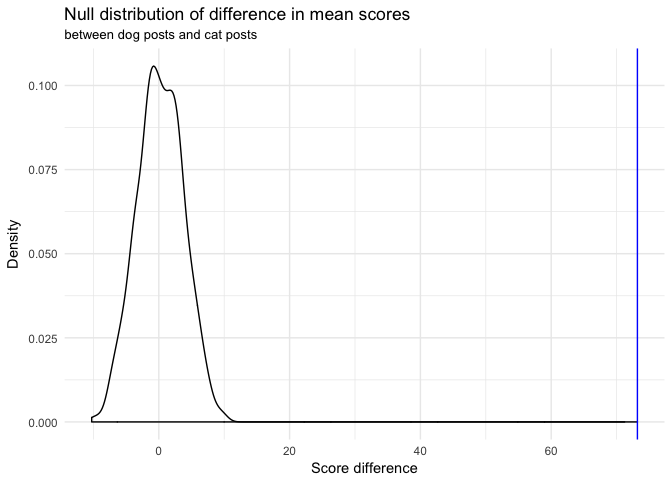 Null distribution of difference in mean scores
between dog posts and cat posts
0.100
0.075
0.050
0.025
0.000
Density
0
20
40
60
Score difference